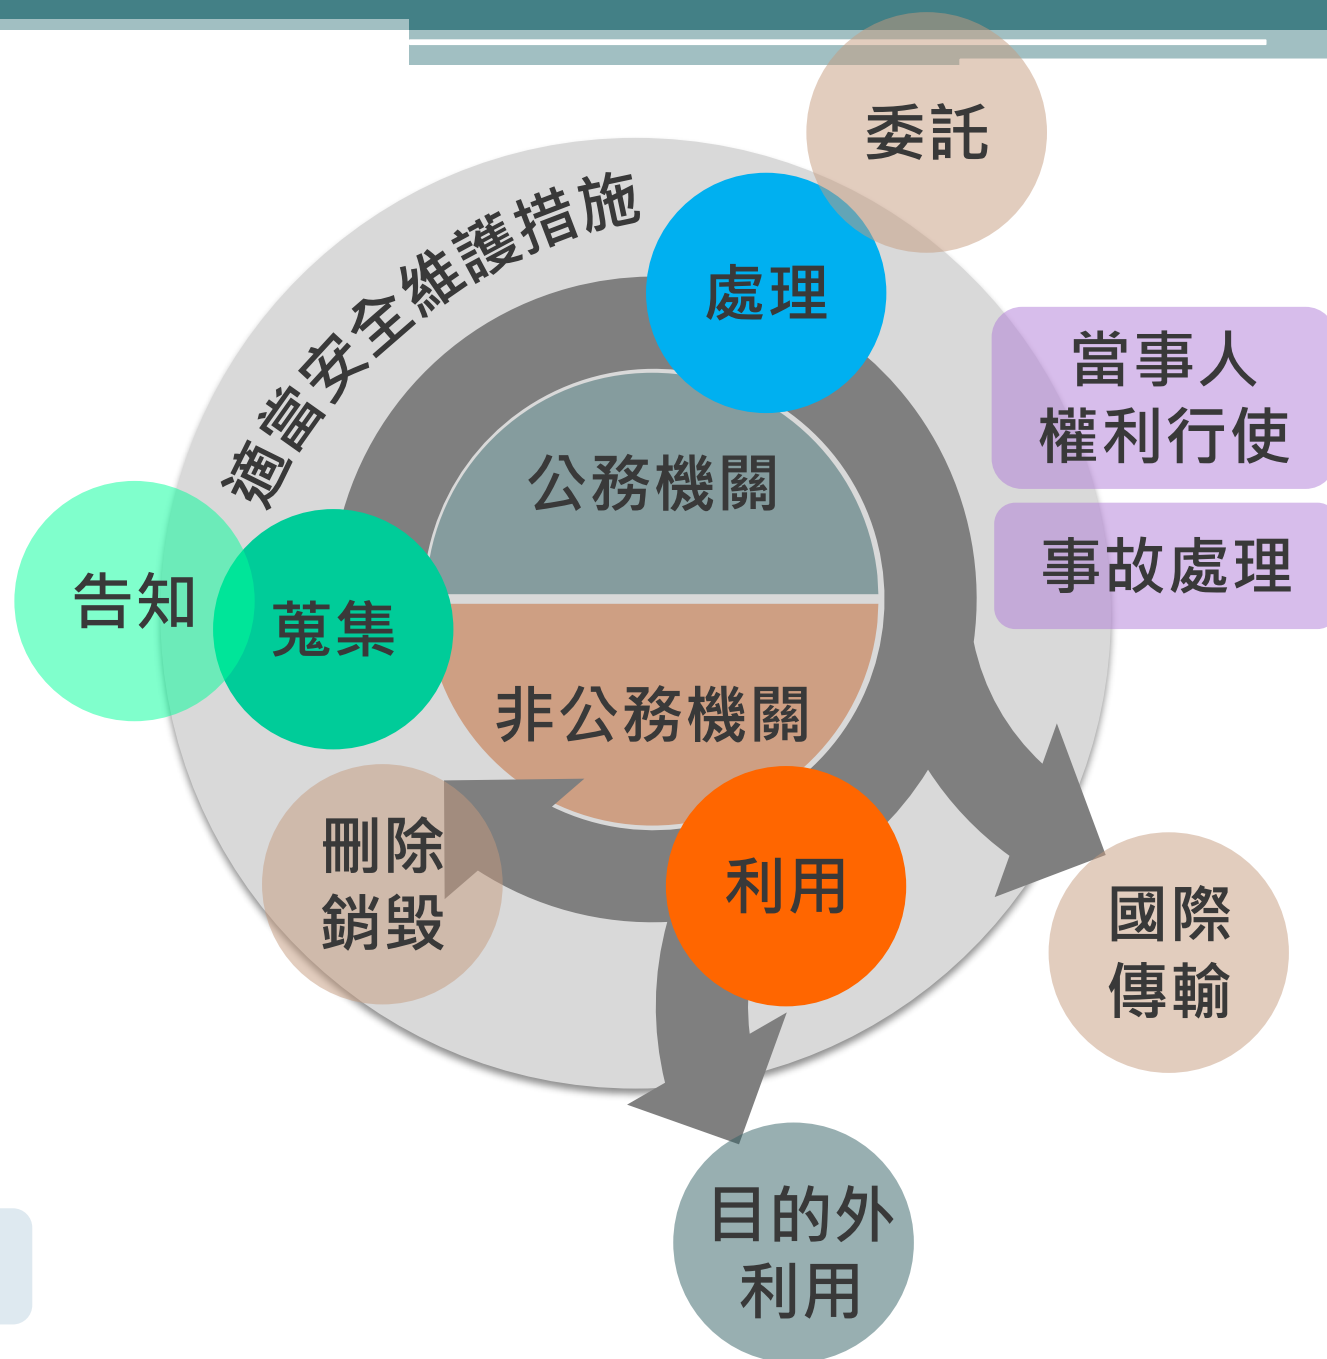 委託
適當安全維護措施
處理
當事人
權利行使
公務機關
事故處理
告知
蒐集
非公務機關
刪除
銷毀
利用
國際
傳輸
目的外
利用